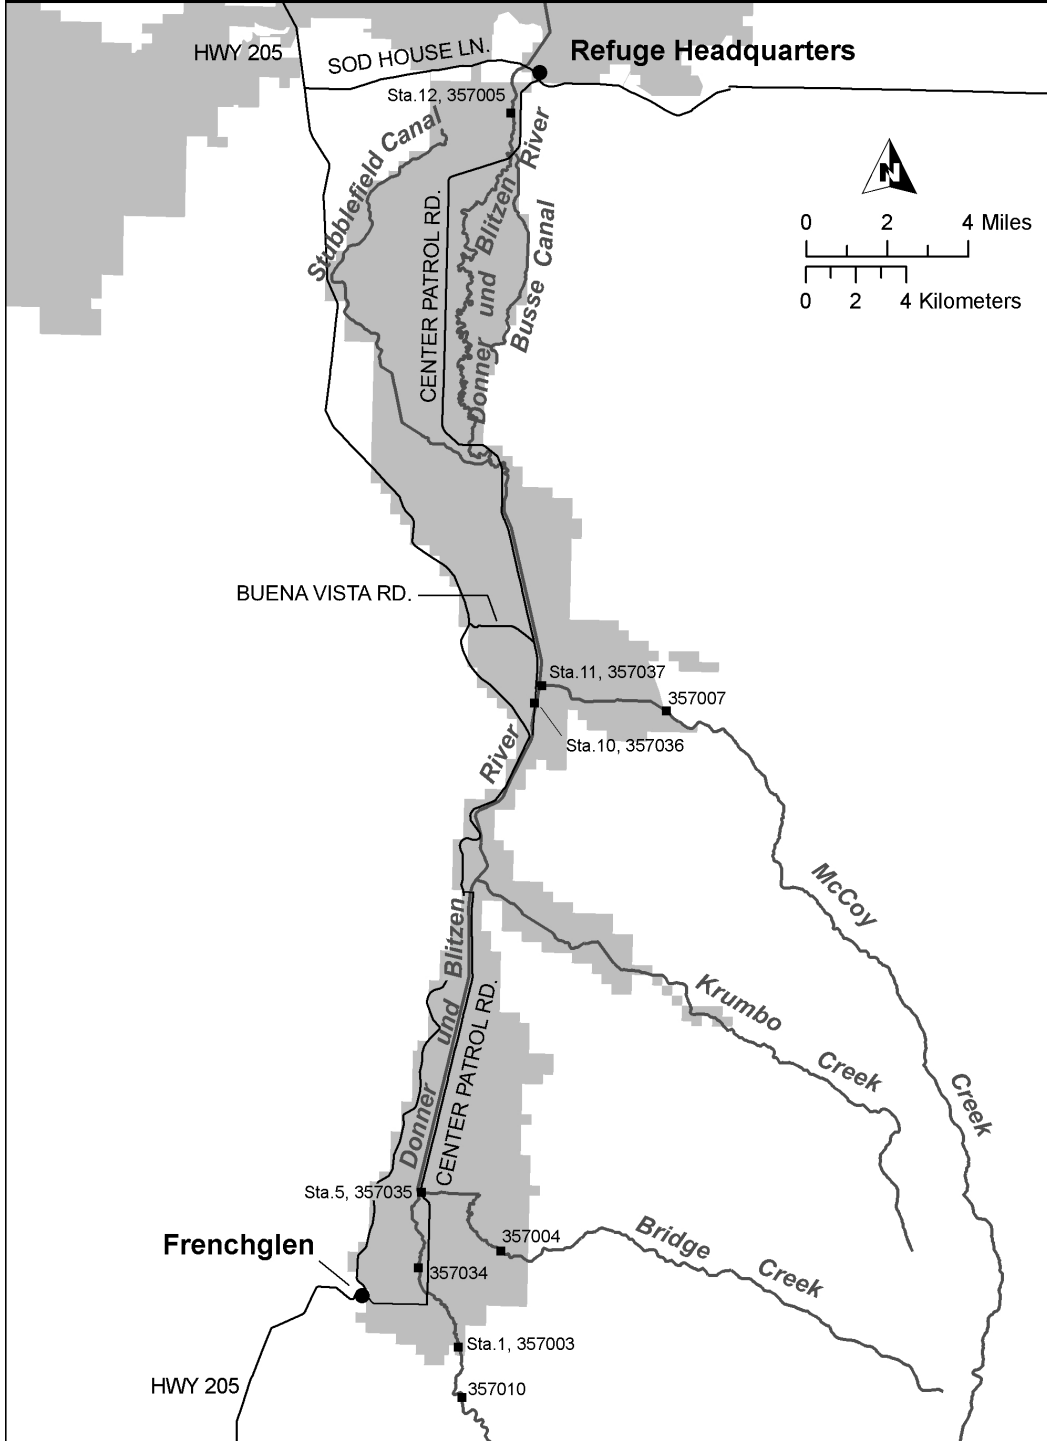 HWY 205
SOD HOUSE LN.
Refuge Headquarters
Sta.12, 357005
Stubblefield Canal
Donner und Blitzen River
Busse Canal
CENTER PATROL RD.
N
0 2 4 Miles
0 2 4 Kilometers
BUENA VISTA RD.
Sta.11, 357037
357007
Sta.10, 357036
Donner und Blitzen River
McCoy Creek
Krumbo Creek
CENTER PATROL RD.
Sta.5, 357035
357004
Bridge Creek
Frenchglen
357034
Sta.1, 357003
HWY 205
357010